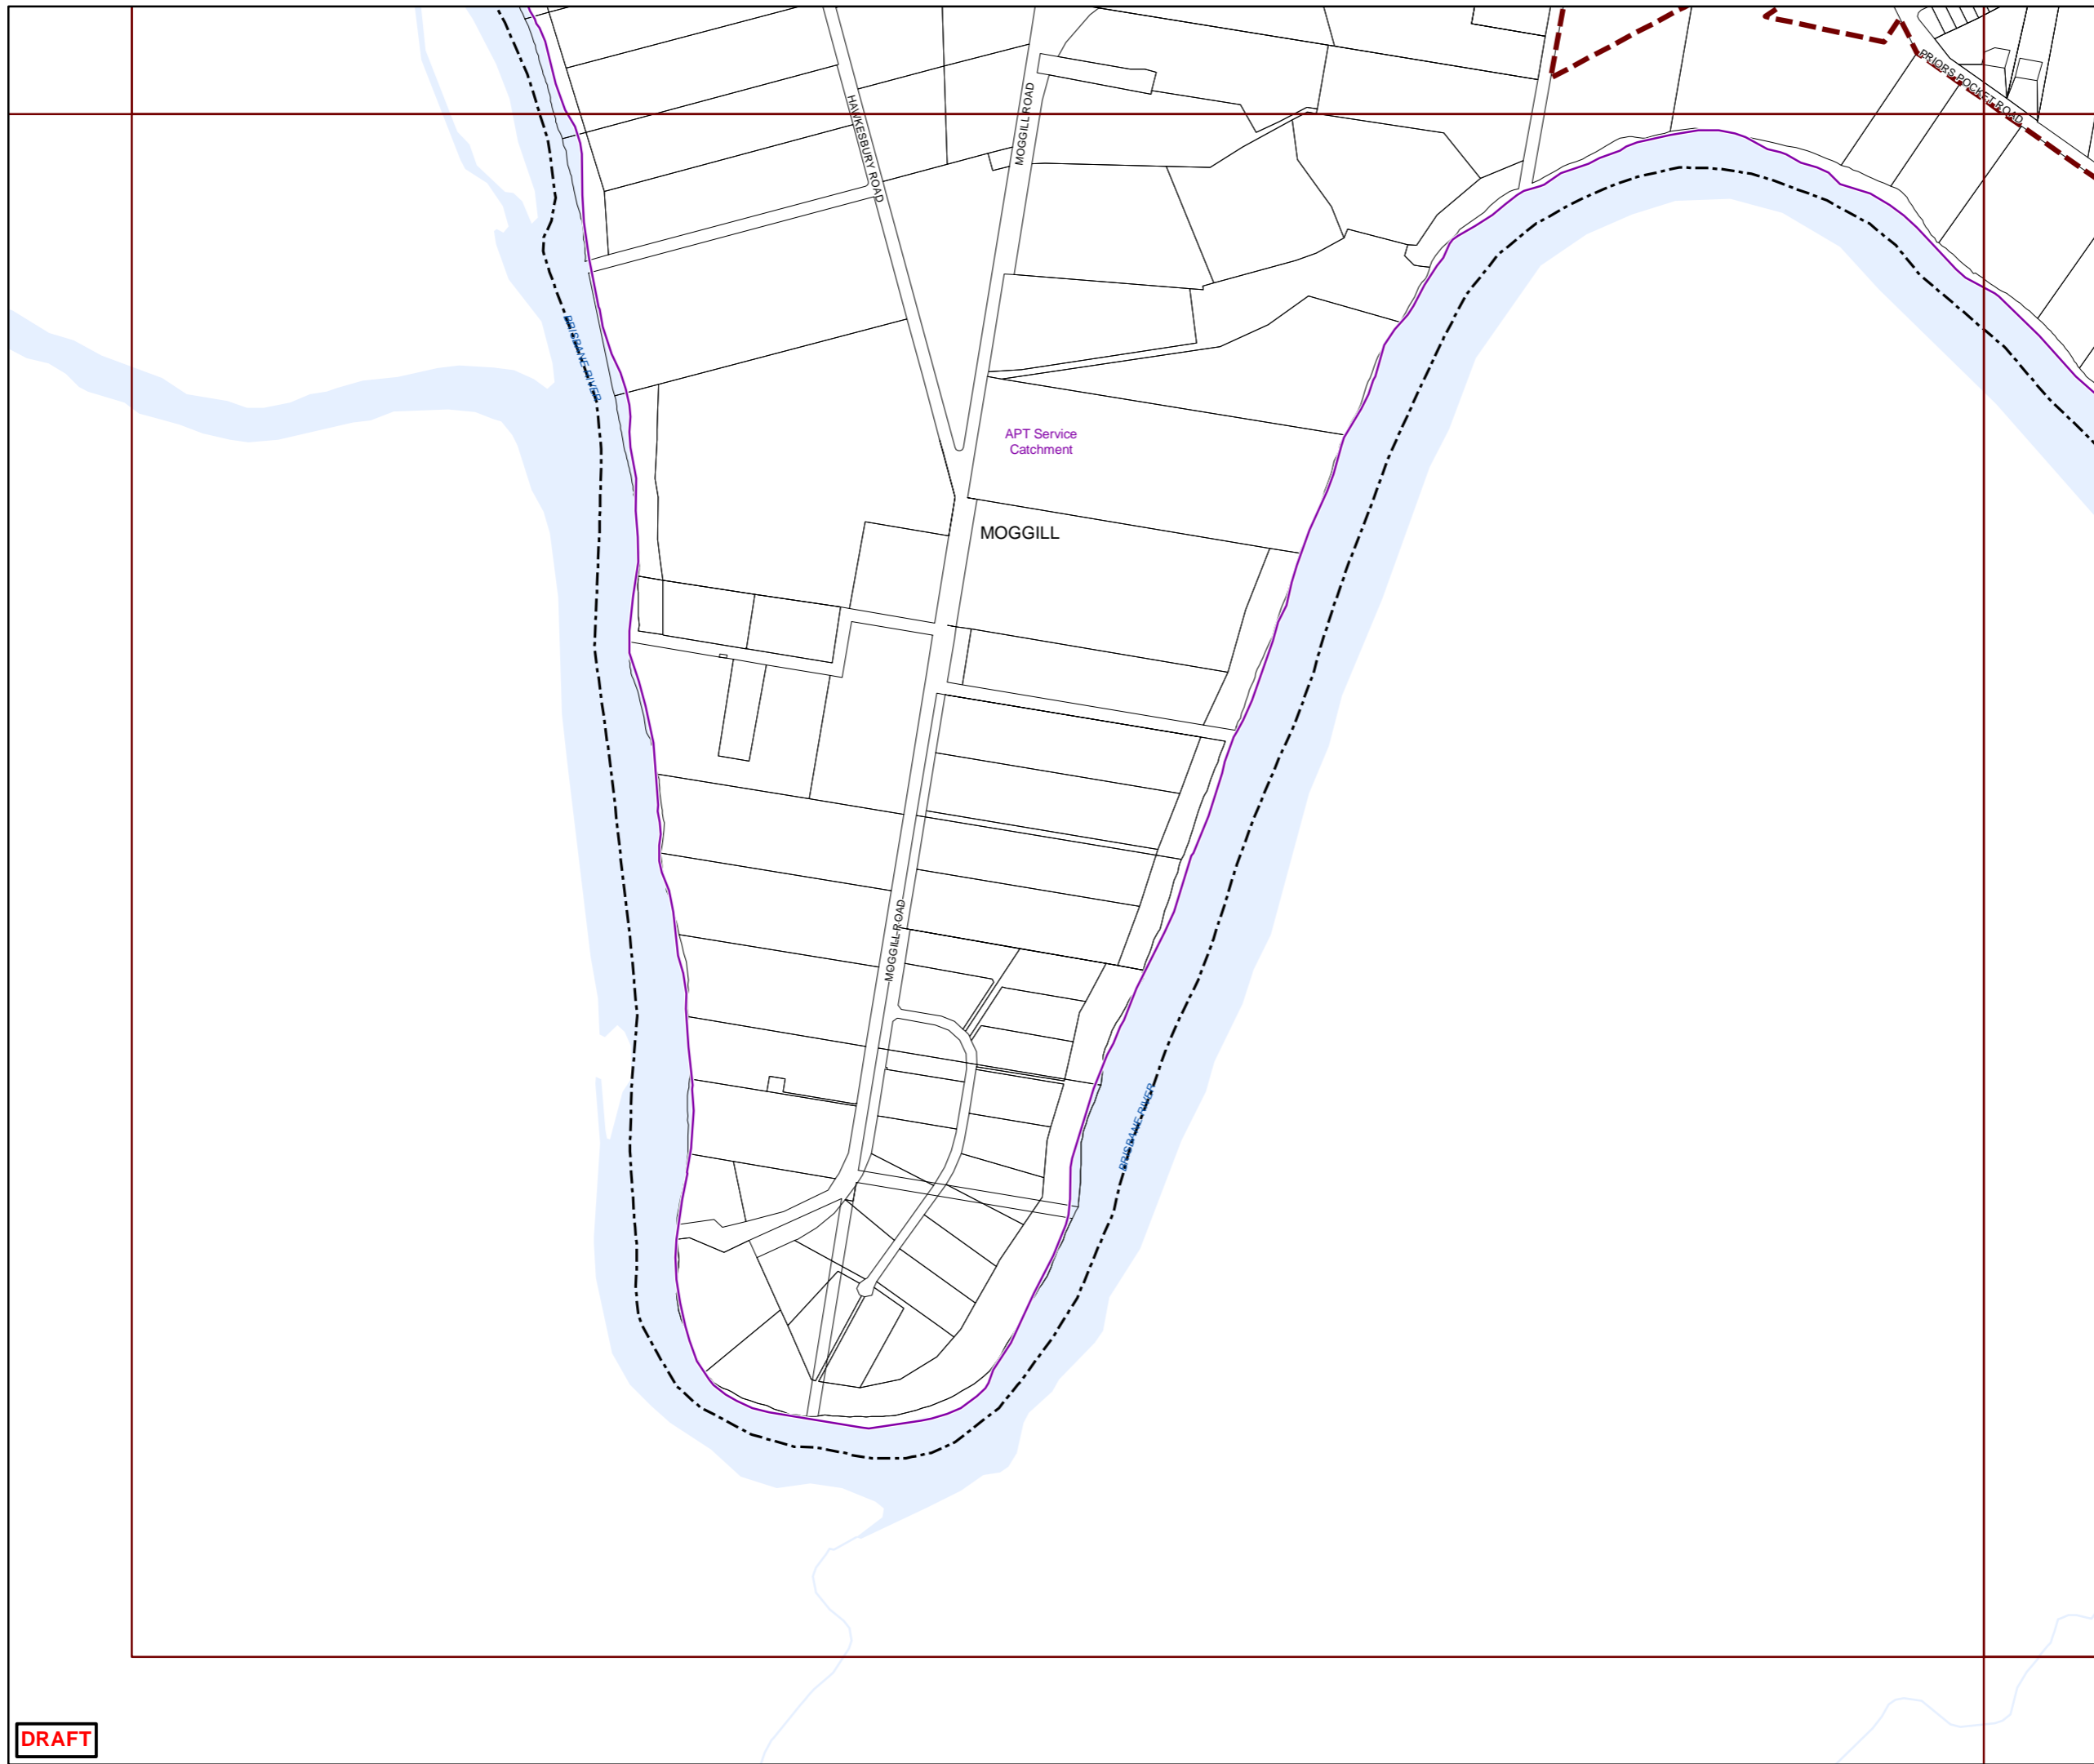 PRIORS POCKET ROAD
HAWKESBURY ROAD
MOGGILL ROAD
BRISBANE RIVER
APT Service
Catchment
MOGGILL
MOGGILL ROAD
BRISBANE RIVER
DRAFT